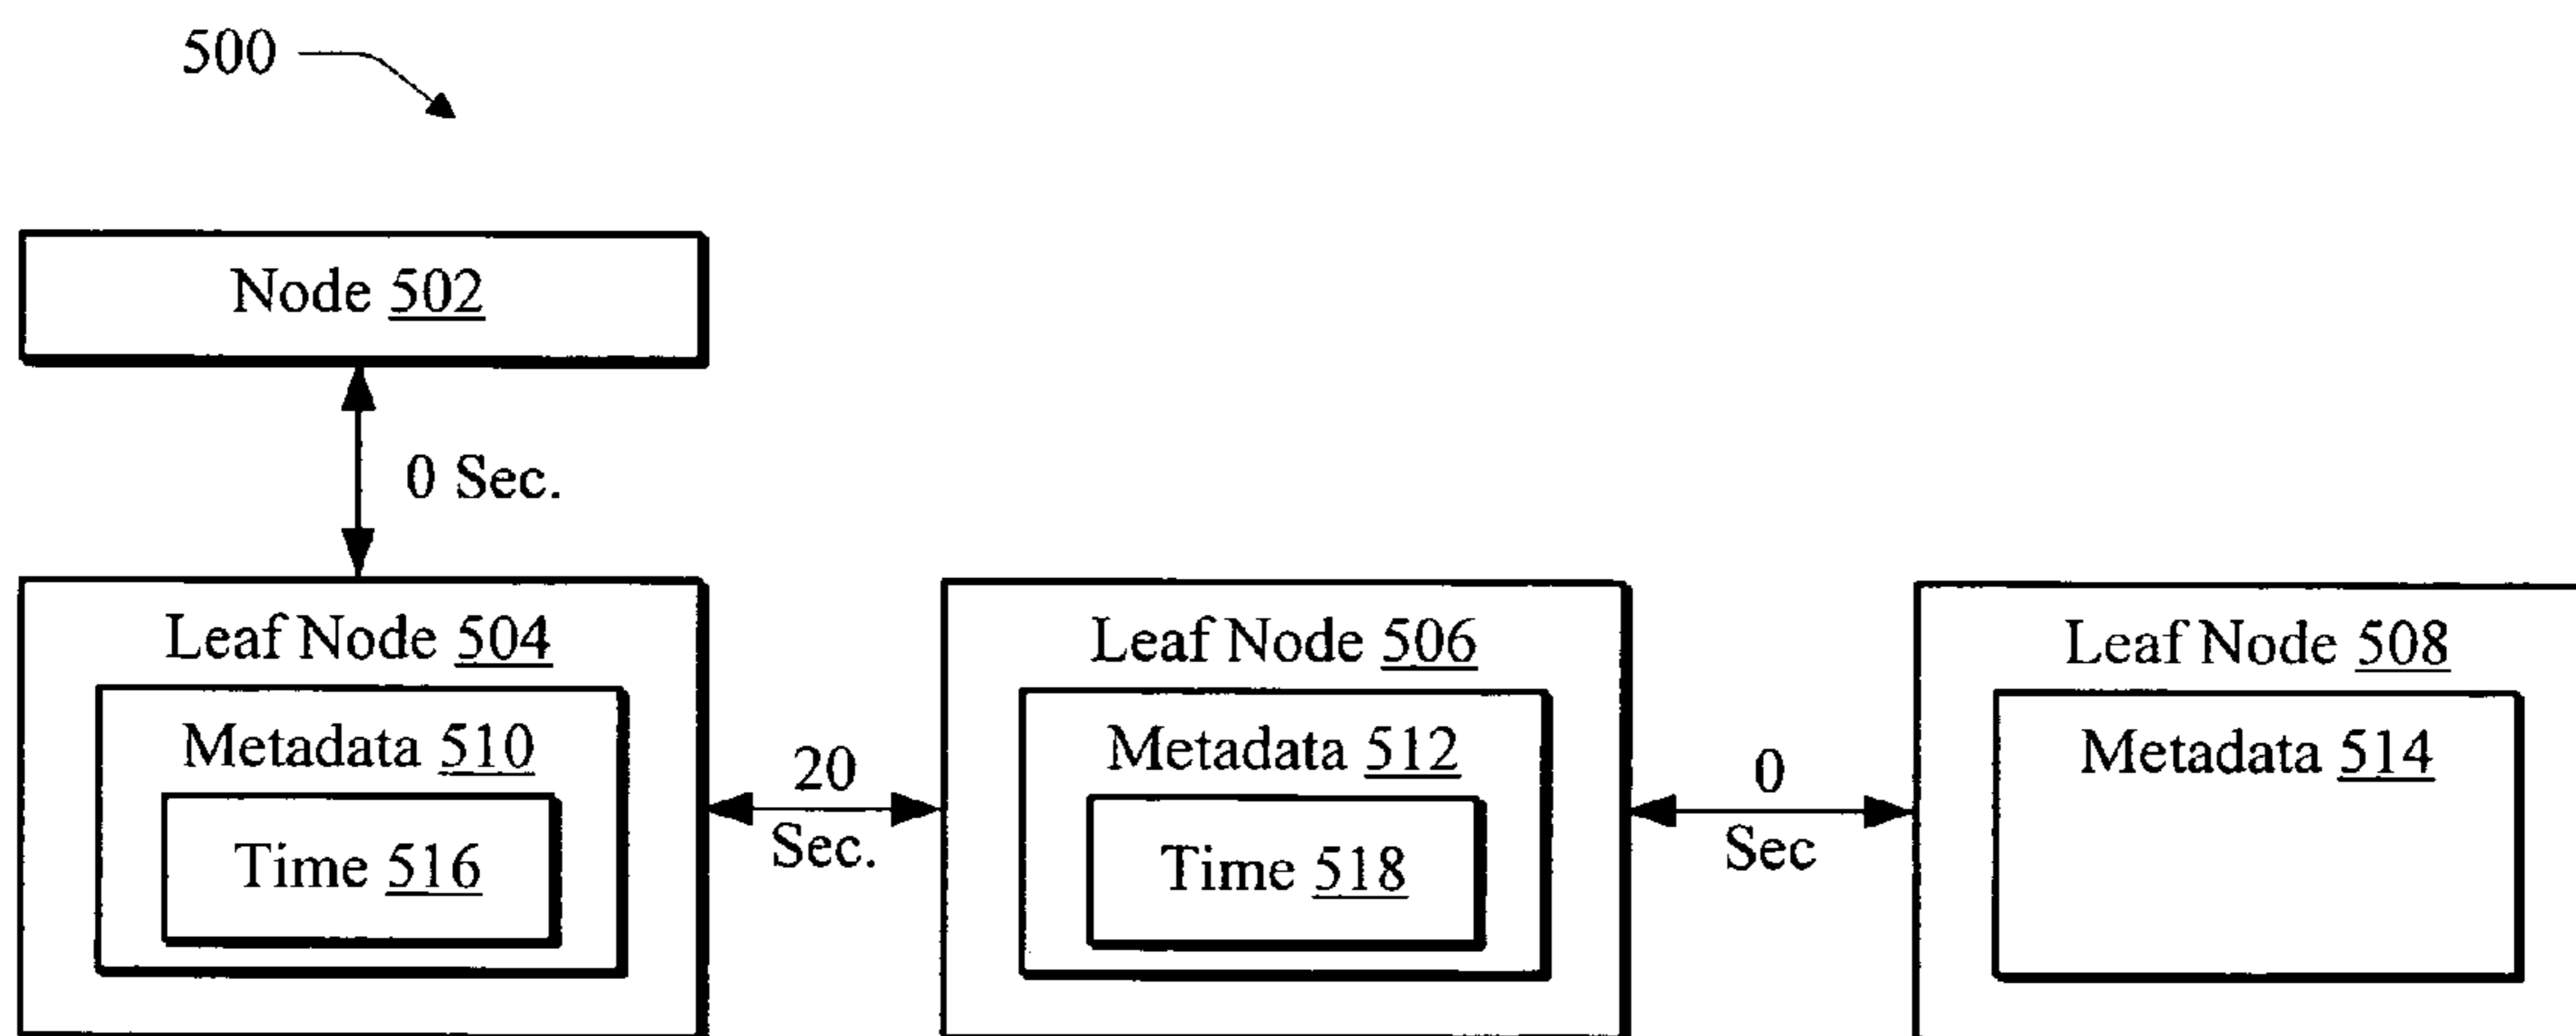 500
Node 502
0 Sec.
Leaf Node 504
Metadata 510
Time 516
20
Sec.
Leaf Node 506
Metadata 512
Time 518
0
Sec
Leaf Node 508
Metadata 514